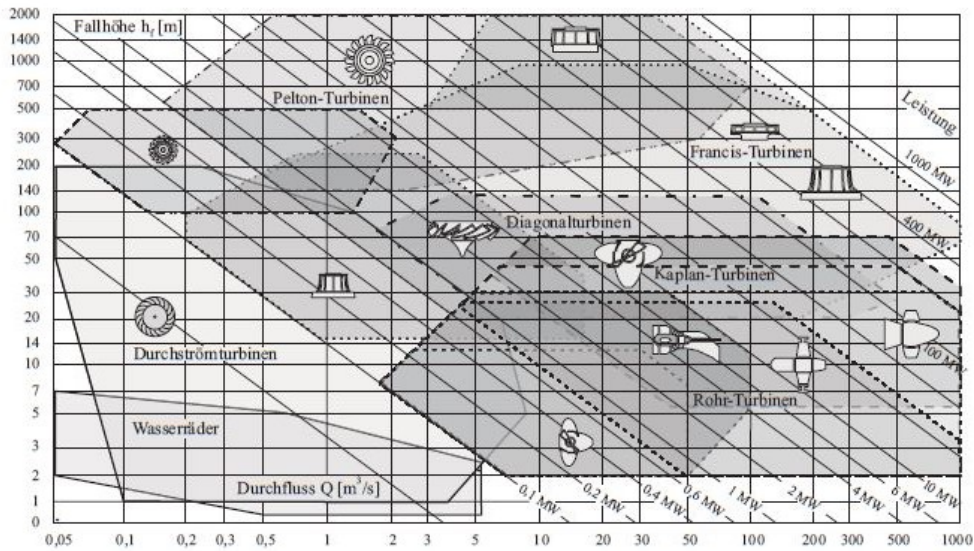 2000
Fallhöhe h_f [m]
1400
1000
700
Pelton-Turbinen
500
Leistung
300
Francis-Turbinen
200
1000 MW
140
100
Diagonalturbinen
400 MW
70
50
Kaplan-Turbinen
30
20
14
Durchströmturbinen
100 MW
10
7
Rohr-Turbinen
5
Wasserräder
3
2
Durchfluss Q [m³/s]
0,1 MW
0,2 MW
0,4 MW
0,6 MW
1 MW
2 MW
4 MW
6 MW
10 MW
1
0
0,05 0,1 0,2 0,3 0,5 1 2 3 5 10 20 30 50 100 200 300 500 1000